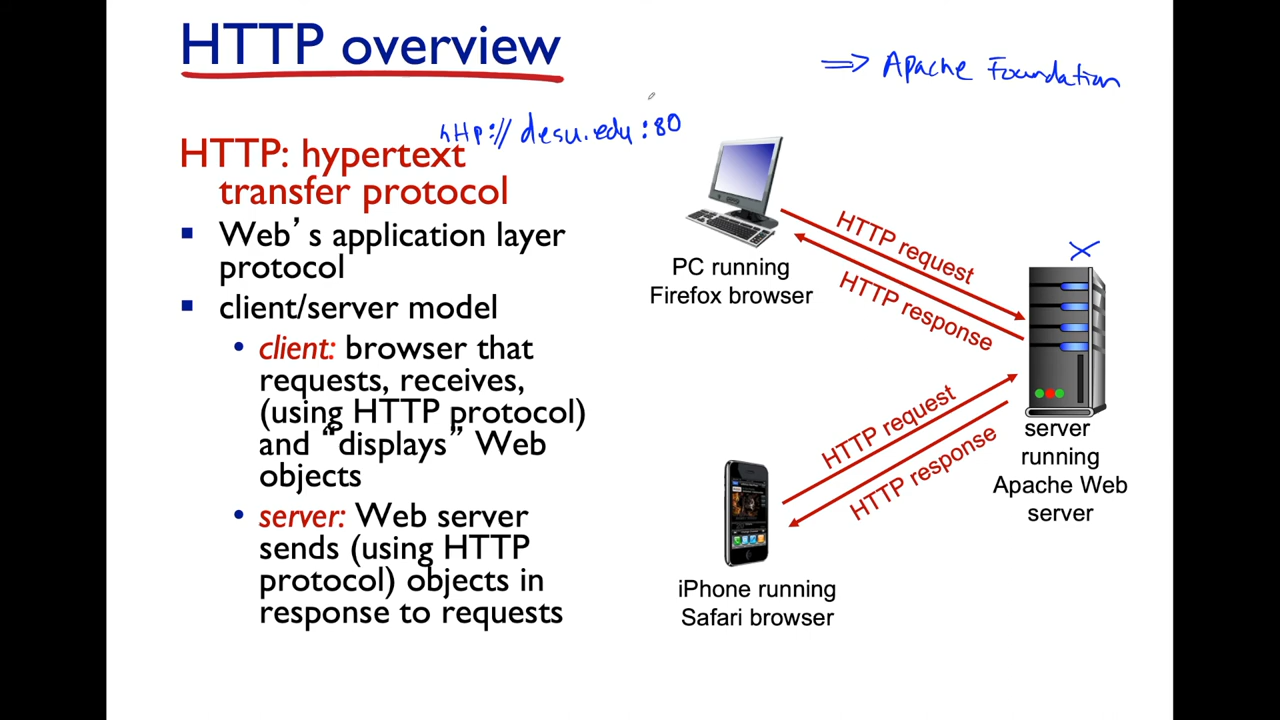 HTTP overview
⇒ Apache Foundation
http://desu.edu:80
HTTP: hypertext
transfer protocol
▪ Web's application layer
protocol
▪ client/server model
• client: browser that
requests, receives,
(using HTTP protocol)
and “displays” Web
objects
• server: Web server
sends (using HTTP
protocol) objects in
response to requests
PC running
Firefox browser
HTTP request
HTTP response
HTTP request
HTTP response
server
running
Apache Web
server
iPhone running
Safari browser